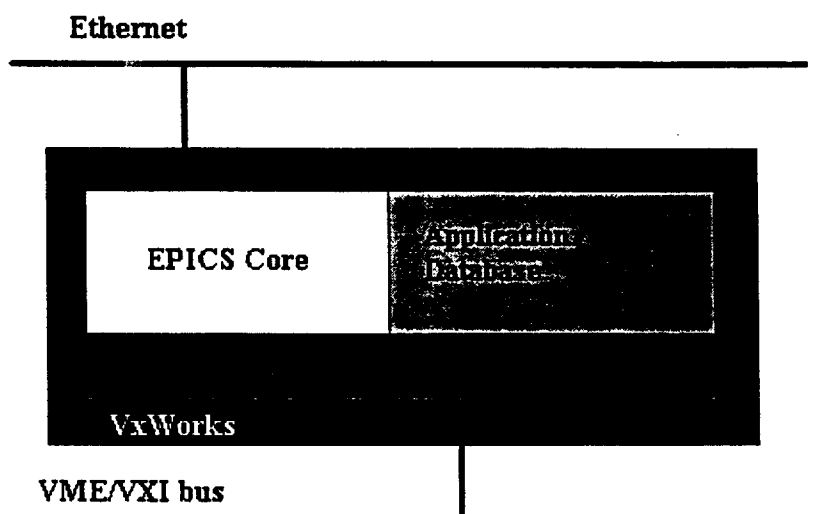 Ethernet
EPICS Core
Application
Database
VxWorks
VME/VXI bus